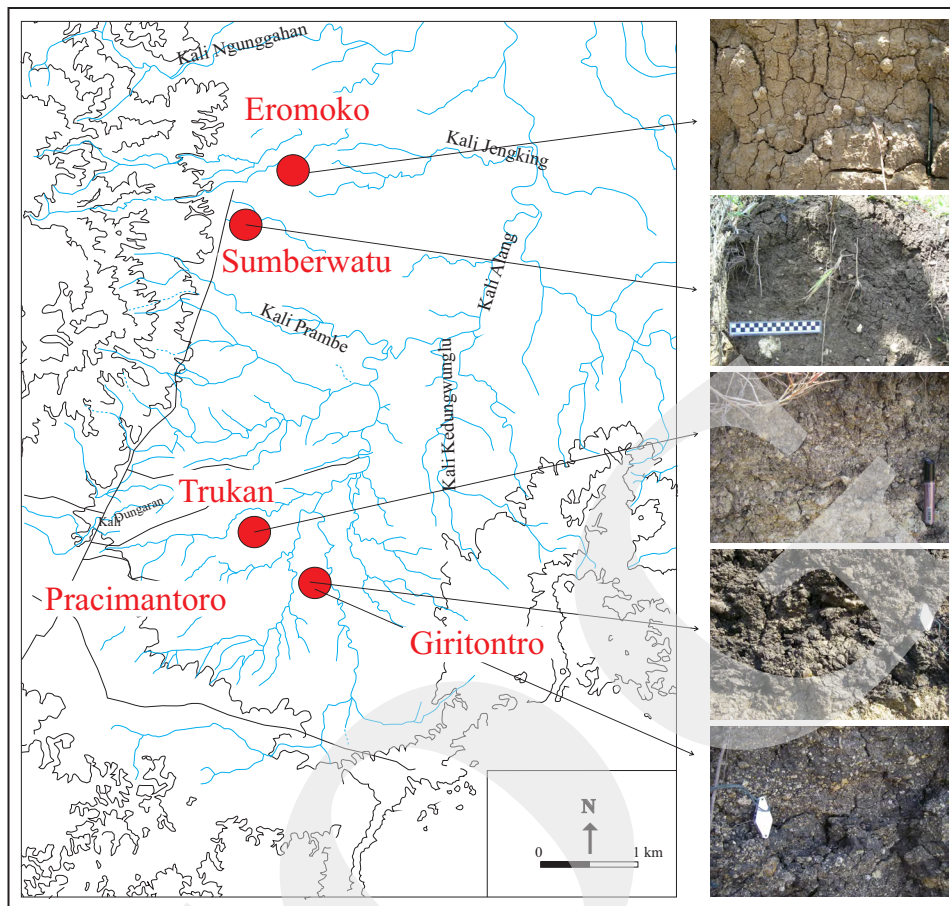 Kali Ngunggahan
Eromoko
Kali Jengking
Sumberwatu
Kali Alang
Kali Prambe
Kali Kedungwunglu
Trukan
Kali Dungaran
Pracimantoro
Giritontro
N
0 1 km